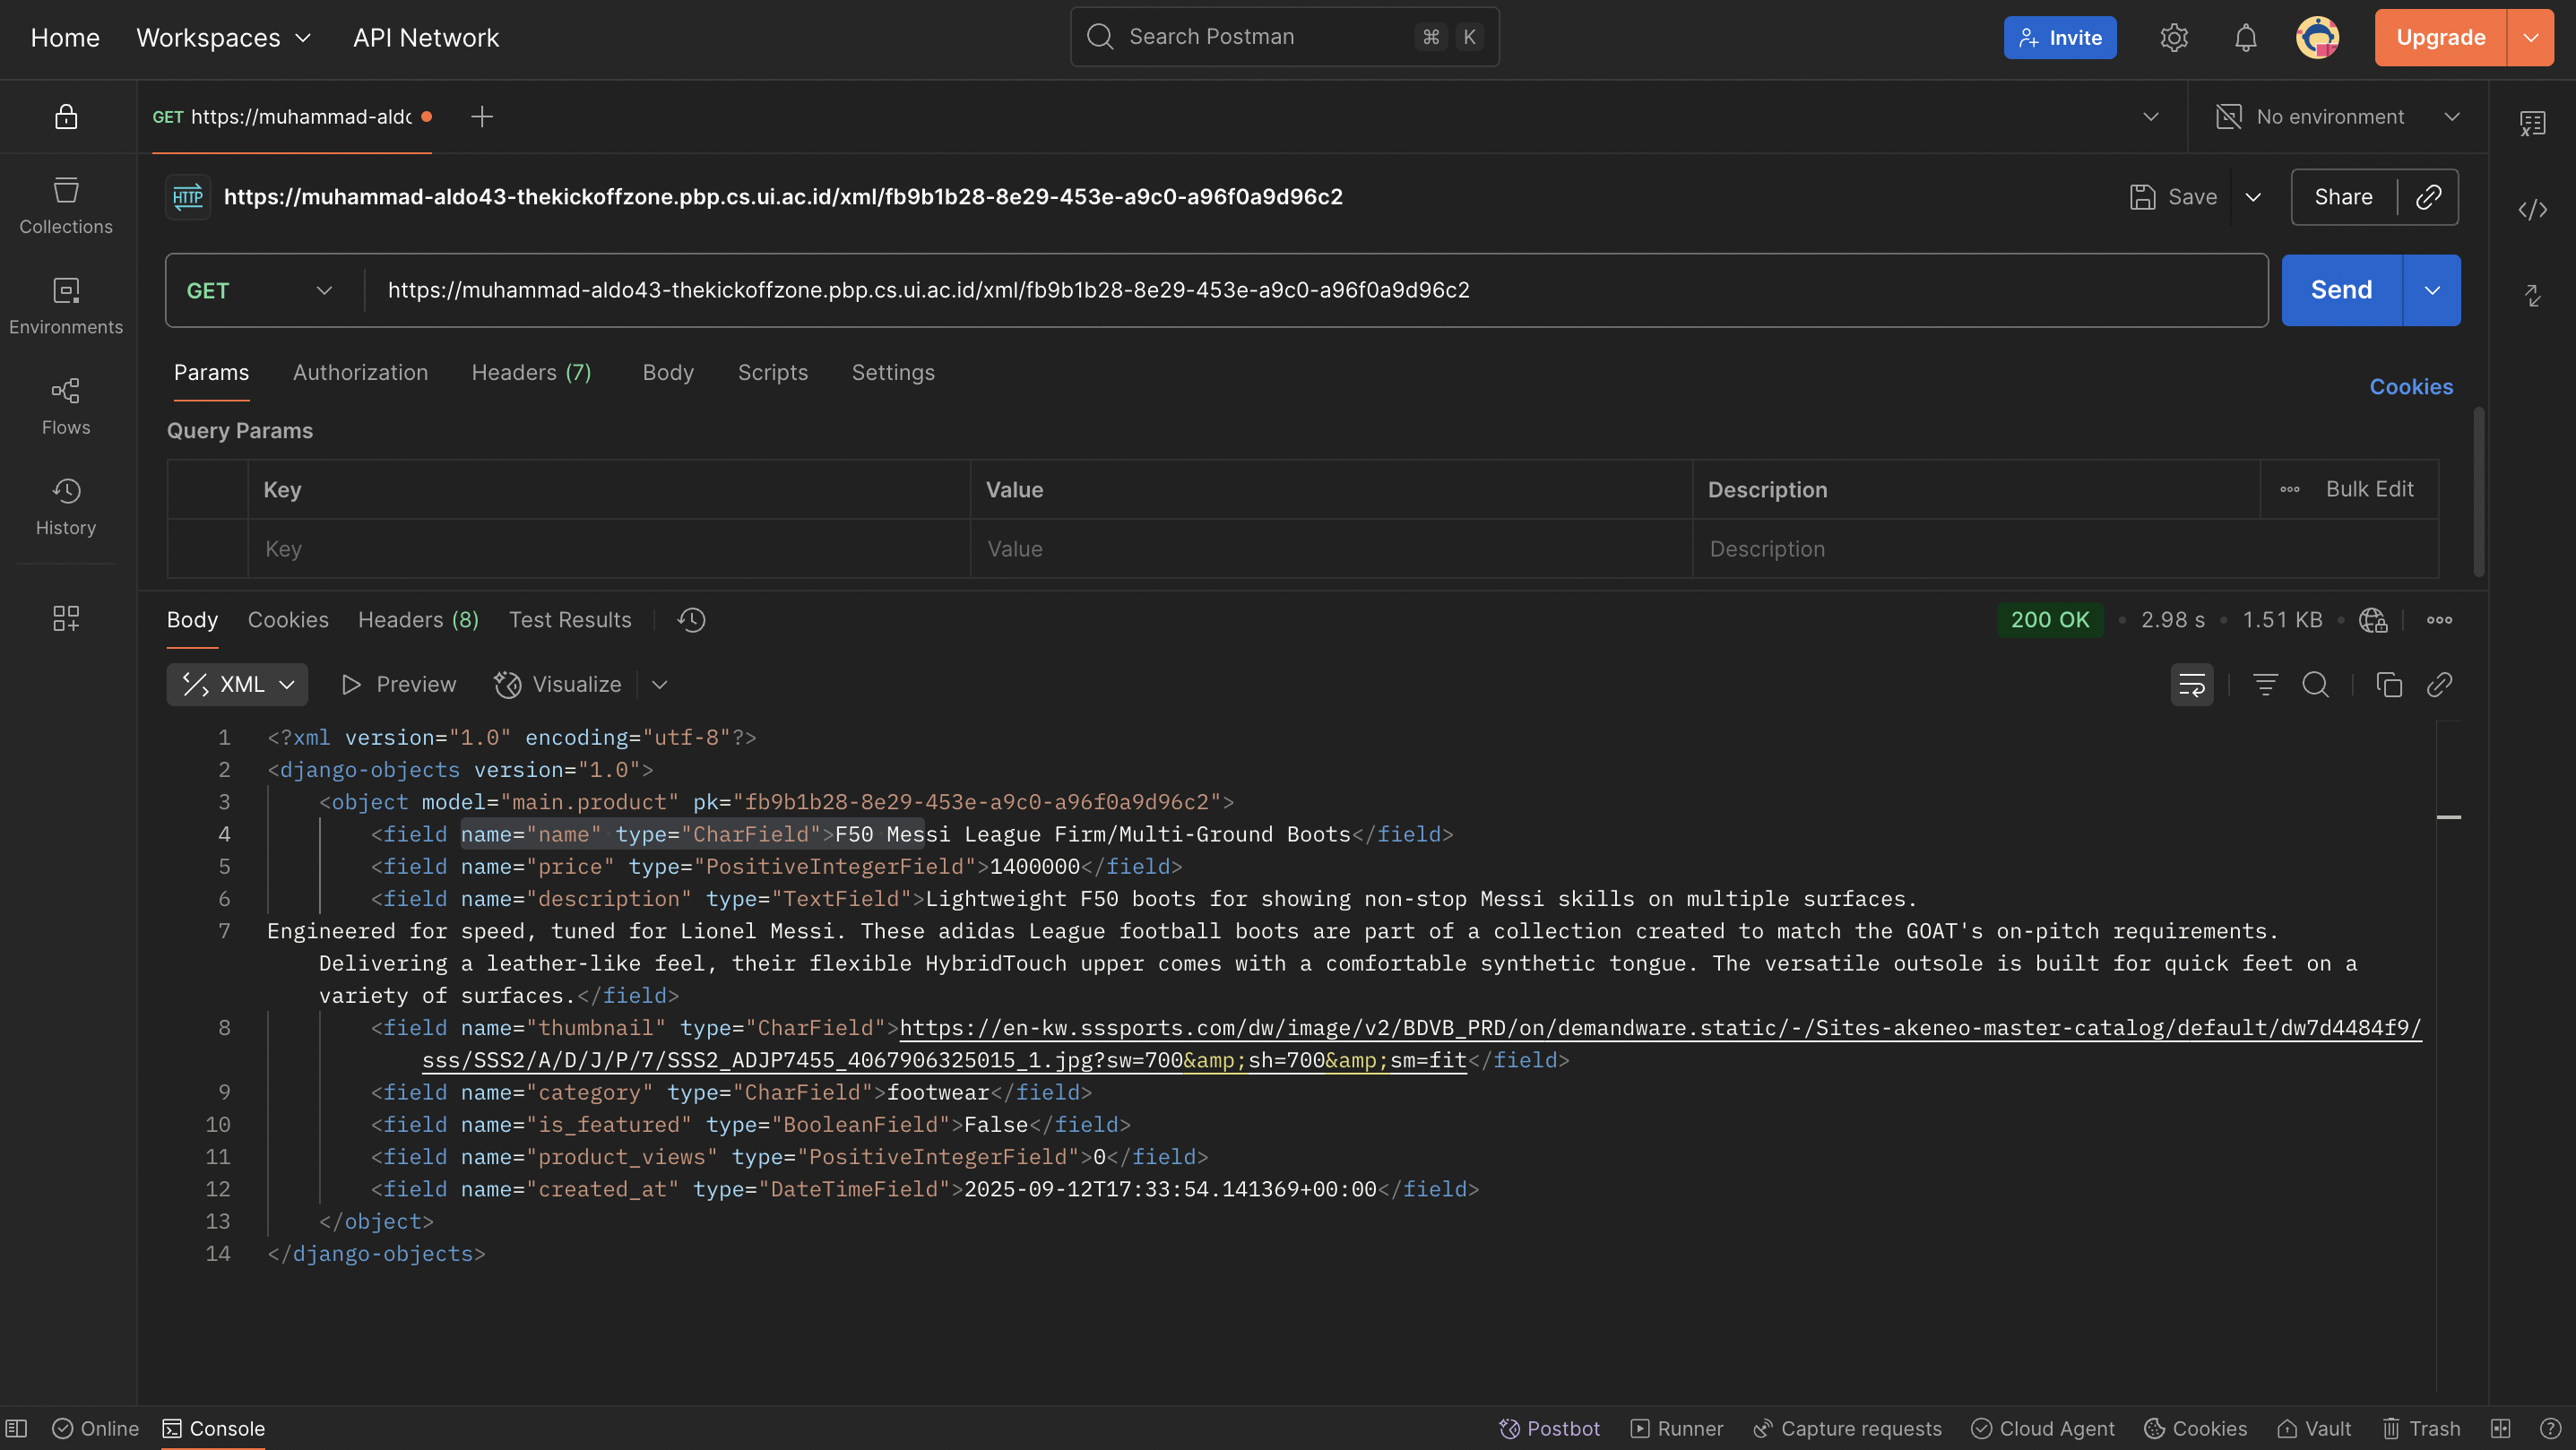 Home Workspaces API Network Search Postman ⌘ K Invite Upgrade
GET https://muhammad-aldo No environment
HTTP https://muhammad-aldo43-thekickoffzone.pbp.cs.ui.ac.id/xml/fb9b1b28-8e29-453e-a9c0-a96f0a9d96c2 Save Share
Collections
Environments
Flows
History
GET https://muhammad-aldo43-thekickoffzone.pbp.cs.ui.ac.id/xml/fb9b1b28-8e29-453e-a9c0-a96f0a9d96c2 Send
Params Authorization Headers (7) Body Scripts Settings Cookies
Query Params
Key Value Description Bulk Edit
Key Value Description
Body Cookies Headers (8) Test Results 200 OK • 2.98 s • 1.51 KB •
XML Preview Visualize
1 <?xml version="1.0" encoding="utf-8"?>
2 <django-objects version="1.0">
3 <object model="main.product" pk="fb9b1b28-8e29-453e-a9c0-a96f0a9d96c2">
4 <field name="name" type="CharField">F50 Messi League Firm/Multi-Ground Boots</field>
5 <field name="price" type="PositiveIntegerField">1400000</field>
6 <field name="description" type="TextField">Lightweight F50 boots for showing non-stop Messi skills on multiple surfaces.
7 Engineered for speed, tuned for Lionel Messi. These adidas League football boots are part of a collection created to match the GOAT's on-pitch requirements.
Delivering a leather-like feel, their flexible HybridTouch upper comes with a comfortable synthetic tongue. The versatile outsole is built for quick feet on a
variety of surfaces.</field>
8 <field name="thumbnail" type="CharField">https://en-kw.sssports.com/dw/image/v2/BDVB_PRD/on/demandware.static/-/Sites-akeneo-master-catalog/default/dw7d4484f9/
sss/SSS2/A/D/J/P/7/SSS2_ADJP7455_4067906325015_1.jpg?sw=700&amp;sh=700&amp;sm=fit</field>
9 <field name="category" type="CharField">footwear</field>
10 <field name="is_featured" type="BooleanField">False</field>
11 <field name="product_views" type="PositiveIntegerField">0</field>
12 <field name="created_at" type="DateTimeField">2025-09-12T17:33:54.141369+00:00</field>
13 </object>
14 </django-objects>
Online Console Postbot Runner Capture requests Cloud Agent Cookies Vault Trash